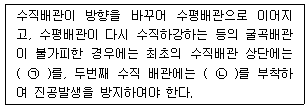 수직배관이 방향을 바꾸어 수평배관으로 이어지
고, 수평배관이 다시 수직하강하는 등의 굴곡배관
이 불가피한 경우에는 최초의 수직배관 상단에는
( ㉠ )를, 두번째 수직 배관에는 ( ㉡ )를 부착하
여 진공발생을 방지하여야 한다.